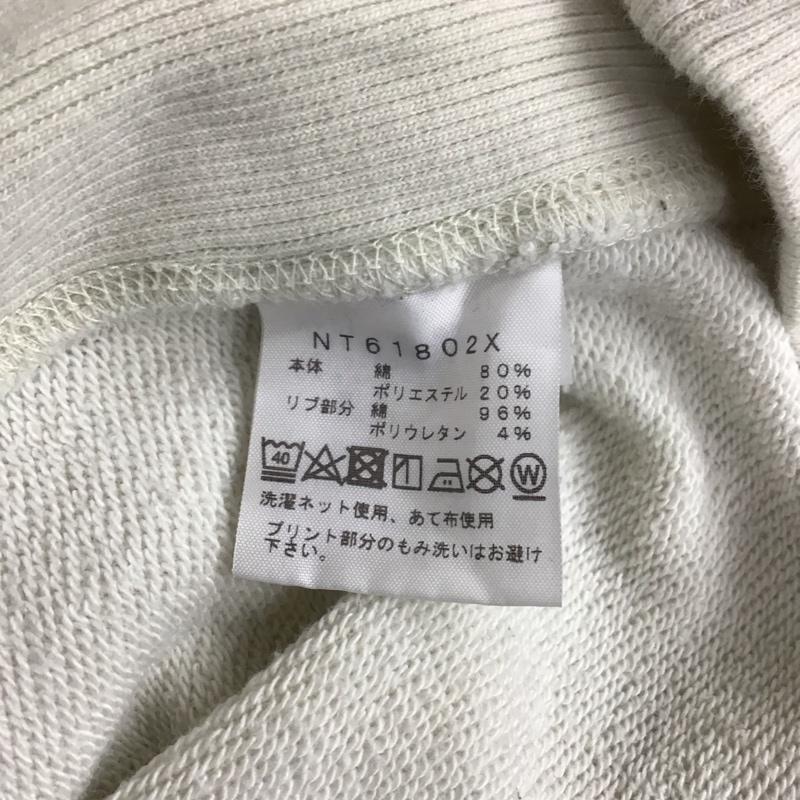 NT61802X
本体 綿 80%
ポリエステル 20%
リブ部分 綿 96%
ポリウレタン 4%
40 W
洗濯ネット使用、あて布使用
プリント部分のもみ洗いはお避け
下さい。